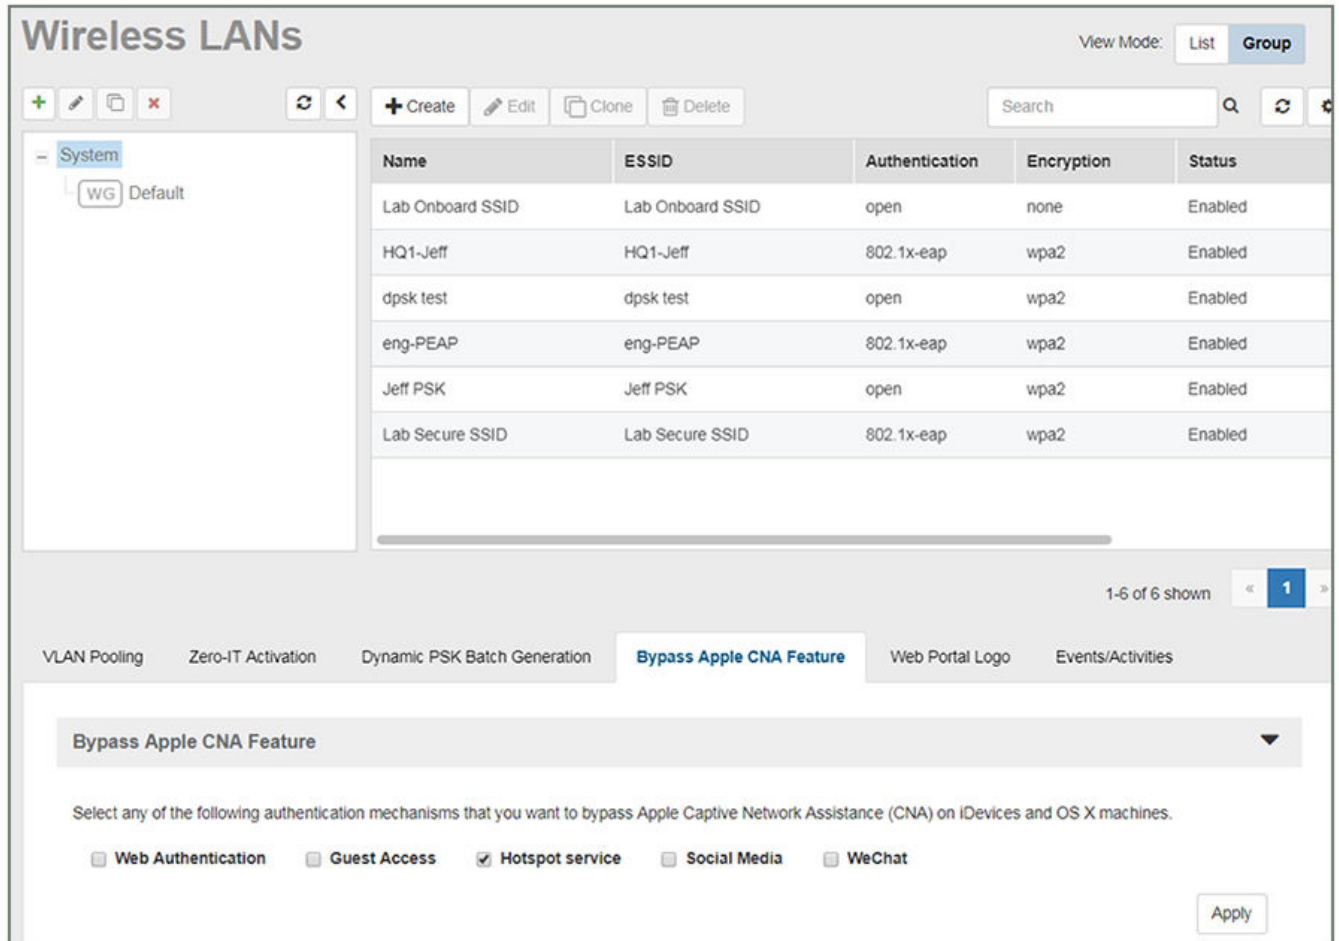 Wireless LANs
View Mode: List Group
Create Edit Clone Delete Search
System
WG Default
Name ESSID Authentication Encryption Status
Lab Onboard SSID Lab Onboard SSID open none Enabled
HQ1-Jeff HQ1-Jeff 802.1x-eap wpa2 Enabled
dpsk test dpsk test open wpa2 Enabled
eng-PEAP eng-PEAP 802.1x-eap wpa2 Enabled
Jeff PSK Jeff PSK open wpa2 Enabled
Lab Secure SSID Lab Secure SSID 802.1x-eap wpa2 Enabled
1-6 of 6 shown « 1 »
VLAN Pooling Zero-IT Activation Dynamic PSK Batch Generation Bypass Apple CNA Feature Web Portal Logo Events/Activities
Bypass Apple CNA Feature
Select any of the following authentication mechanisms that you want to bypass Apple Captive Network Assistance (CNA) on iDevices and OS X machines.
Web Authentication Guest Access Hotspot service Social Media WeChat
Apply